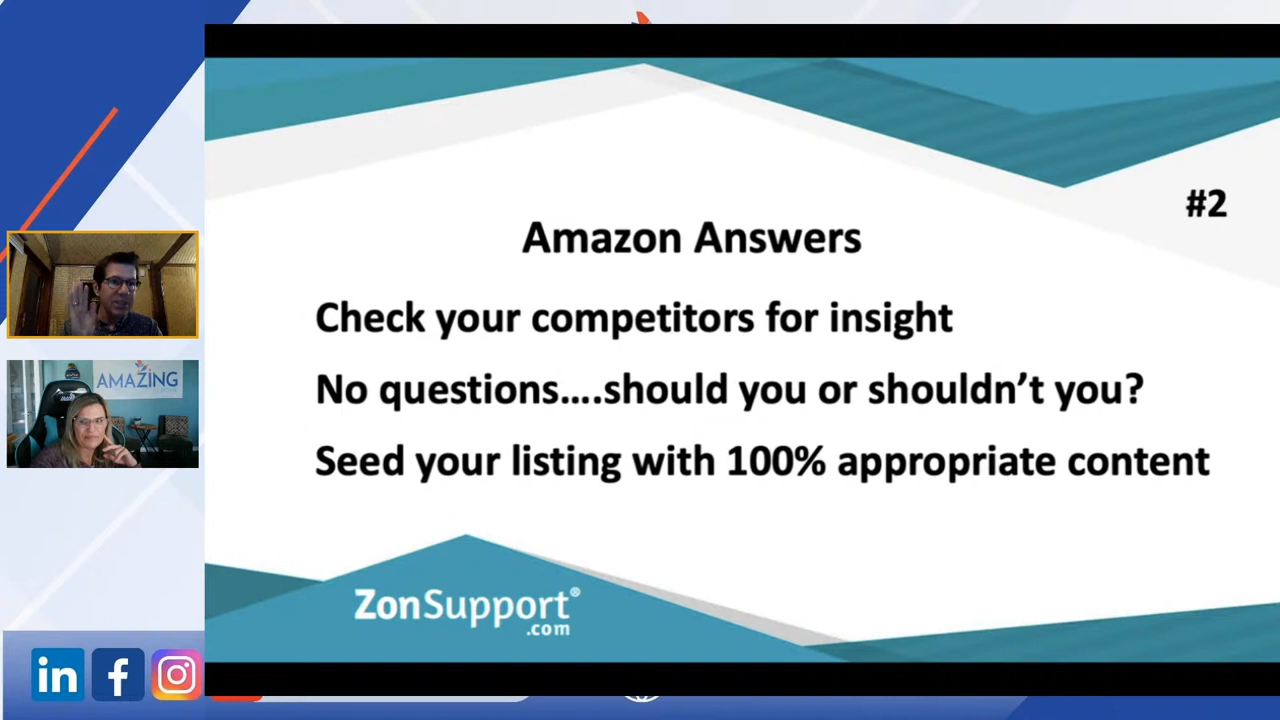 #2
Amazon Answers
Check your competitors for insight
No questions....should you or shouldn’t you?
Seed your listing with 100% appropriate content
ZonSupport®
.com
AMAZING
in
f